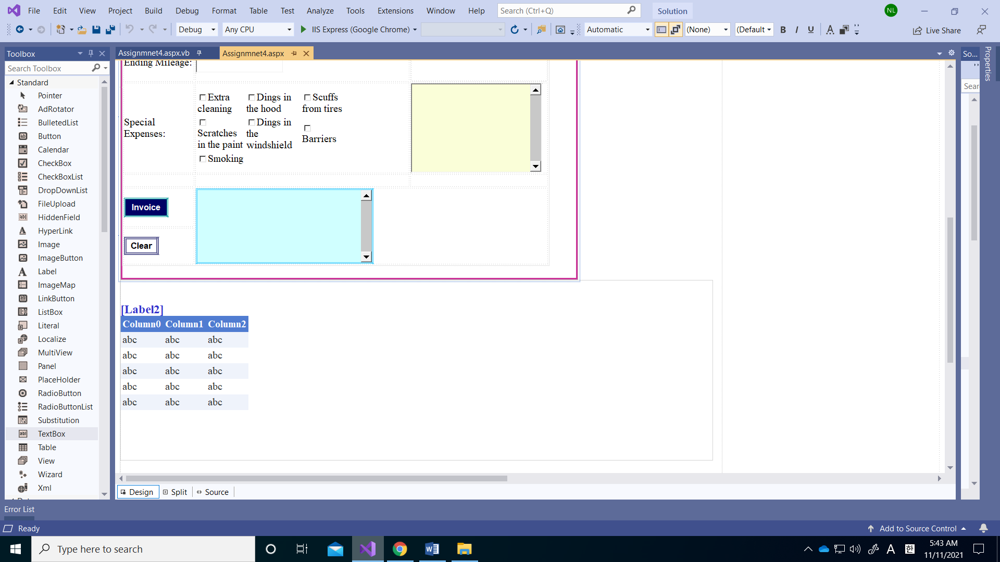 File Edit View Project Build Debug Format Table Test Analyze Tools Extensions Window Help Search (Ctrl+Q) Solution NL
Debug Any CPU IIS Express (Google Chrome) Automatic (None) (Default B I U A Live Share
Toolbox
Search Toolbox
Standard
Pointer
AdRotator
BulletedList
Button
Calendar
CheckBox
CheckBoxList
DropDownList
FileUpload
HiddenField
HyperLink
Image
ImageButton
Label
ImageMap
LinkButton
ListBox
Literal
Localize
MultiView
Panel
PlaceHolder
RadioButton
RadioButtonList
Substitution
TextBox
Table
View
Wizard
Xml
Assignmnet4.aspx.vb Assignmnet4.aspx
Ending Mileage:
Special
Expenses:
Extra
cleaning
Dings in
the hood
Scuffs
from tires
Scratches
in the paint
Dings in
the
windshield
Barriers
Smoking
Invoice
Clear
[Label2]
Column0 Column1 Column2
abc abc abc
abc abc abc
abc abc abc
abc abc abc
abc abc abc
Design Split Source
So...
Sear
Properties
Error List
Ready
Add to Source Control
Type here to search
A 한
5:43 AM
11/11/2021